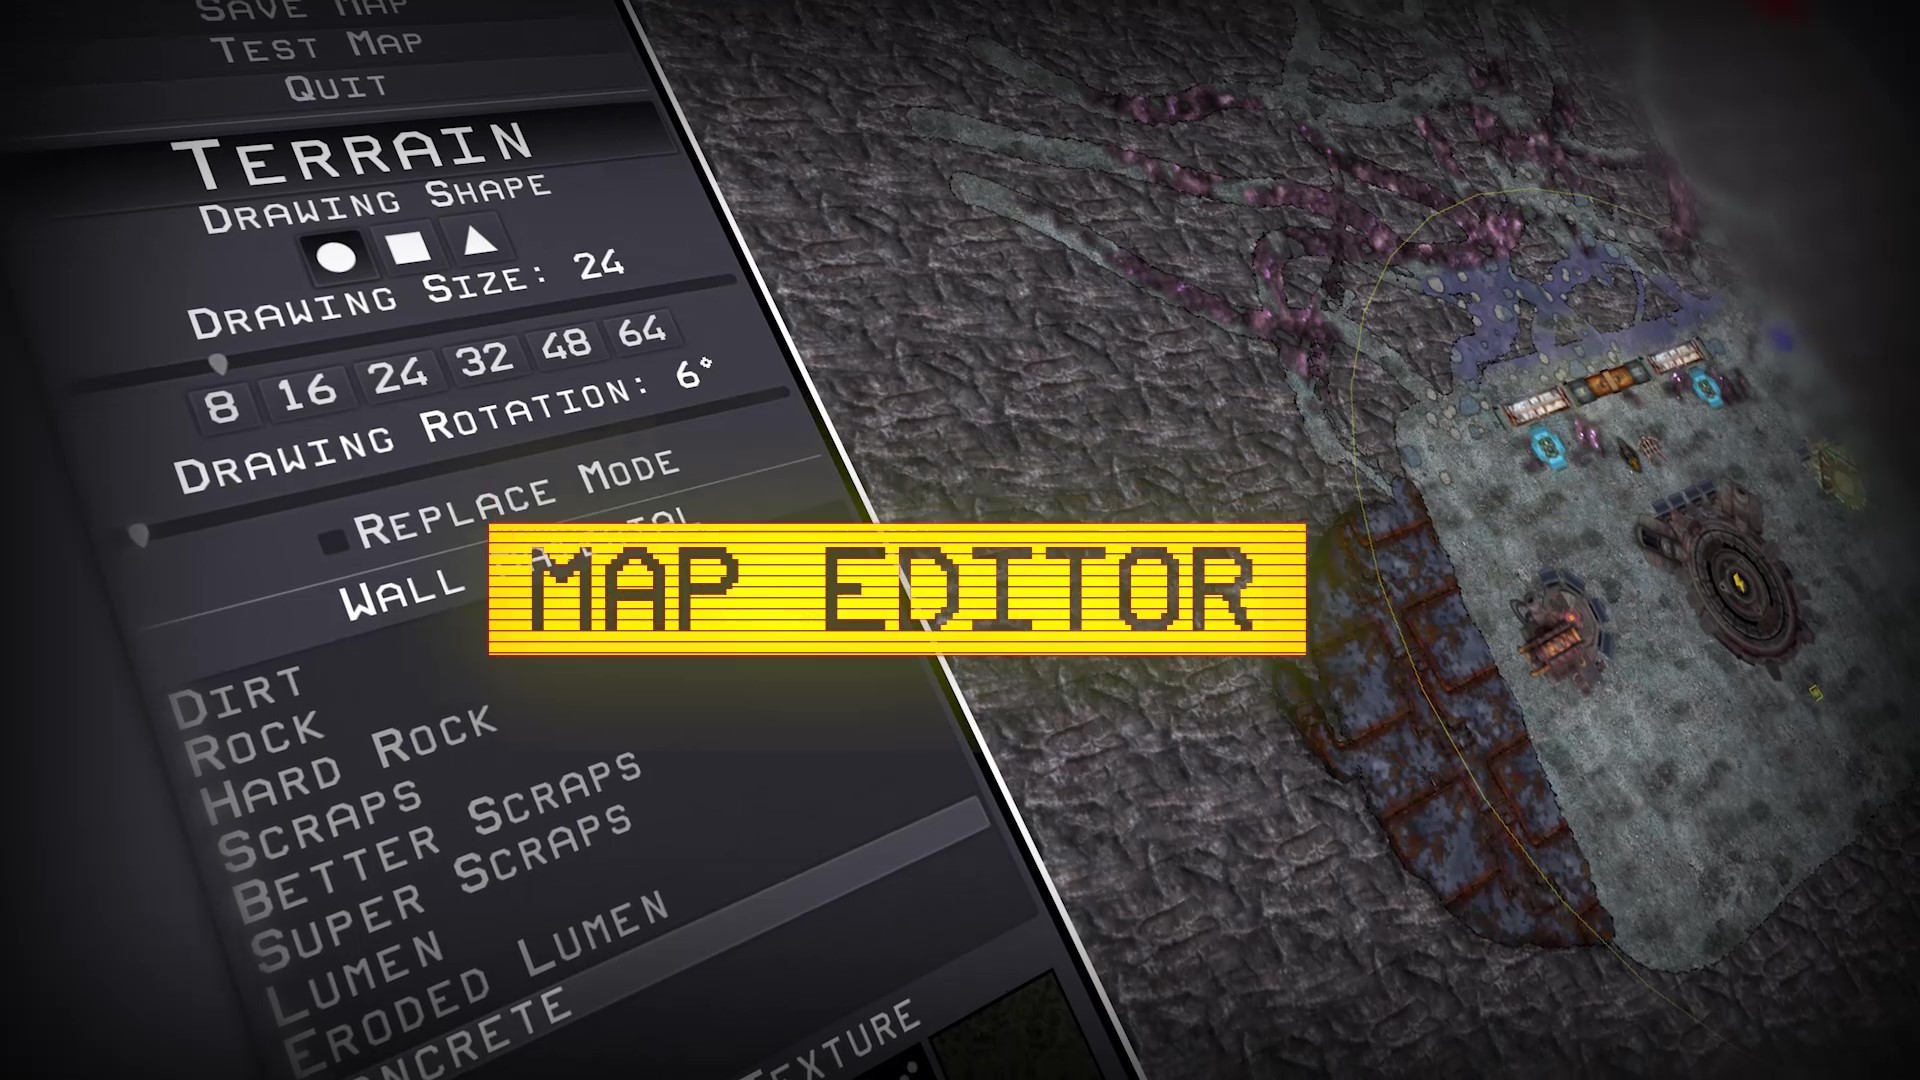 SAVE MAP
TEST MAP
QUIT
TERRAIN
DRAWING SHAPE
DRAWING SIZE: 24
8 16 24 32 48 64
DRAWING ROTATION: 6°
REPLACE MODE
WALL
MAP EDITOR
DIRT
ROCK
HARD ROCK
SCRAPS
BETTER SCRAPS
SUPER SCRAPS
LUMEN
ERODED LUMEN
ONCRETE
TEXTURE